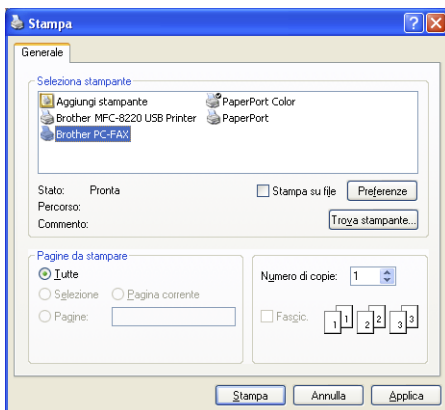 Stampa
Generale
Seleziona stampante
Aggiungi stampante
Brother MFC-8220 USB Printer
Brother PC-FAX
PaperPort Color
PaperPort
Stato: Pronta
Percorso:
Commento:
Stampa su file
Preferenze
Trova stampante...
Pagine da stampare
Tutte
Selezione Pagina corrente
Pagine:
Numero di copie: 1
Fascic.
1 1 2 2 3 3
Stampa Annulla Applica